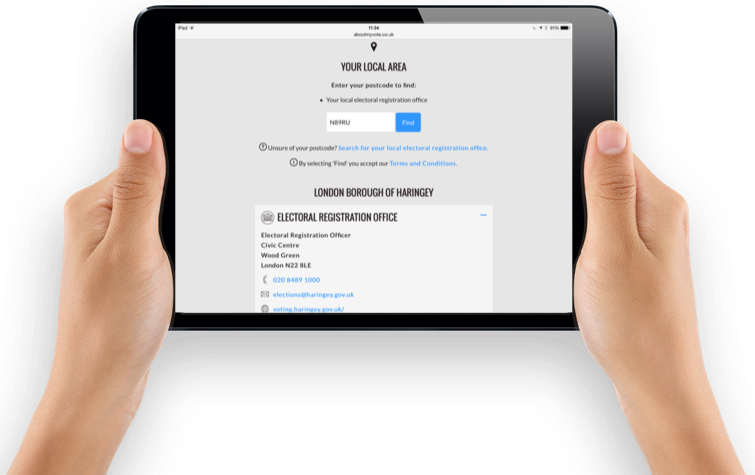 iPad
11:34
91%
aboutmyvote.co.uk
YOUR LOCAL AREA
Enter your postcode to find:
• Your local electoral registration office
N89RU
Find
Unsure of your postcode? Search for your local electoral registration office.
By selecting 'Find' you accept our Terms and Conditions.
LONDON BOROUGH OF HARINGEY
ELECTORAL REGISTRATION OFFICE
Electoral Registration Officer
Civic Centre
Wood Green
London N22 8LE
020 8489 1000
elections@haringey.gov.uk
voting.haringey.gov.uk/